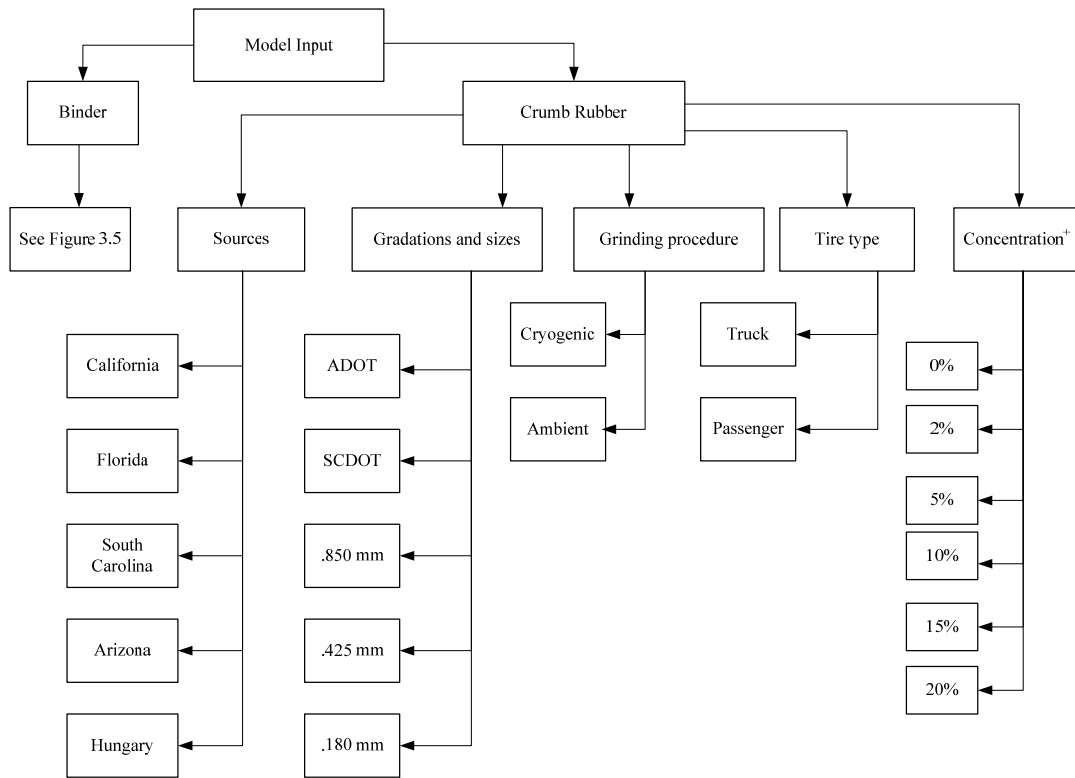 Model Input
Binder
Crumb Rubber
See Figure 3.5
Sources
Gradations and sizes
Grinding procedure
Tire type
Concentration+
California
Florida
South
Carolina
Arizona
Hungary
ADOT
SCDOT
.850 mm
.425 mm
.180 mm
Cryogenic
Ambient
Truck
Passenger
0%
2%
5%
10%
15%
20%